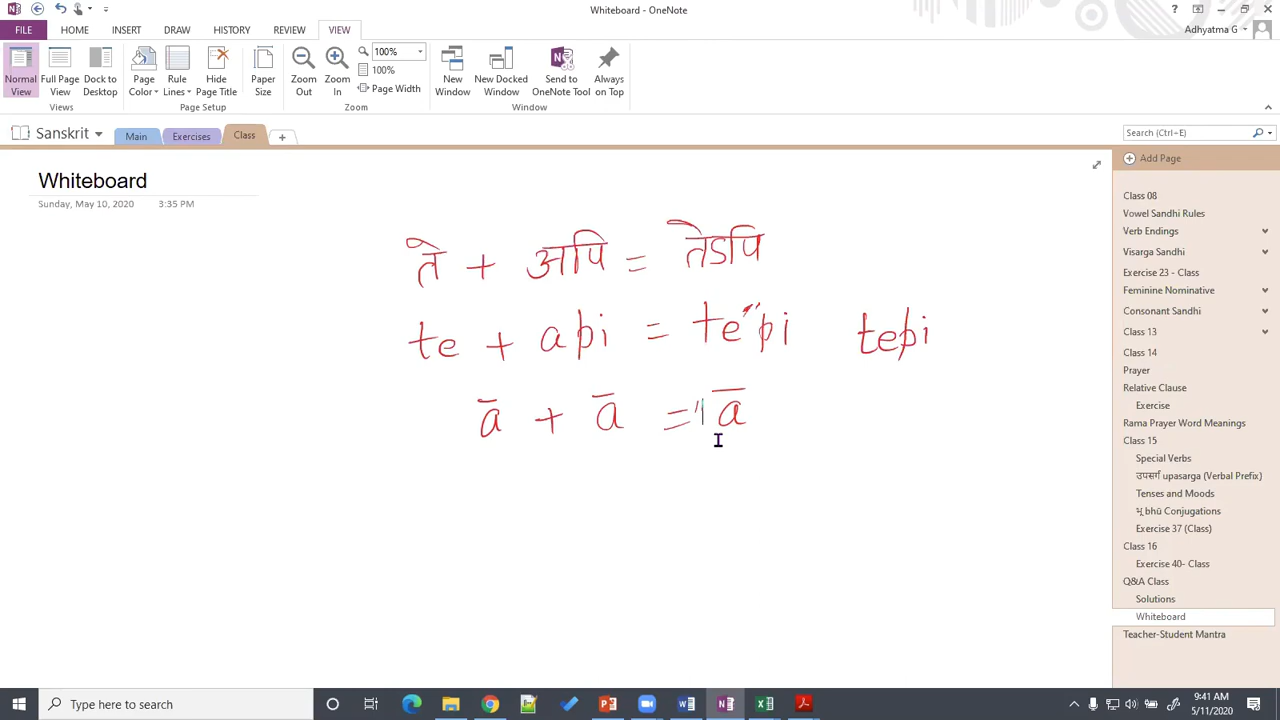 Whiteboard - OneNote
? 
FILE HOME INSERT DRAW HISTORY REVIEW VIEW
Adhyatma G
Normal View
Full Page View
Dock to Desktop
Page Color
Rule Lines
Hide Page Title
Paper Size
Zoom Out
Zoom In
100%
100%
Page Width
New Window
New Docked Window
Send to OneNote Tool
Always on Top
Views Page Setup Zoom Window
Sanskrit Main Exercises Class
Search (Ctrl+E)
Add Page
Whiteboard
Sunday, May 10, 2020 3:35 PM
ते + अपि = तेऽपि
te + api = te"pi tepi
ā + ā = " ā
Class 08
Vowel Sandhi Rules
Verb Endings
Visarga Sandhi
Exercise 23 - Class
Feminine Nominative
Consonant Sandhi
Class 13
Class 14
Prayer
Relative Clause
Exercise
Rama Prayer Word Meanings
Class 15
Special Verbs
उपसर्ग upasarga (Verbal Prefix)
Tenses and Moods
भू bhū Conjugations
Exercise 37 (Class)
Class 16
Exercise 40- Class
Q&A Class
Solutions
Whiteboard
Teacher-Student Mantra
Type here to search
9:41 AM
5/11/2020